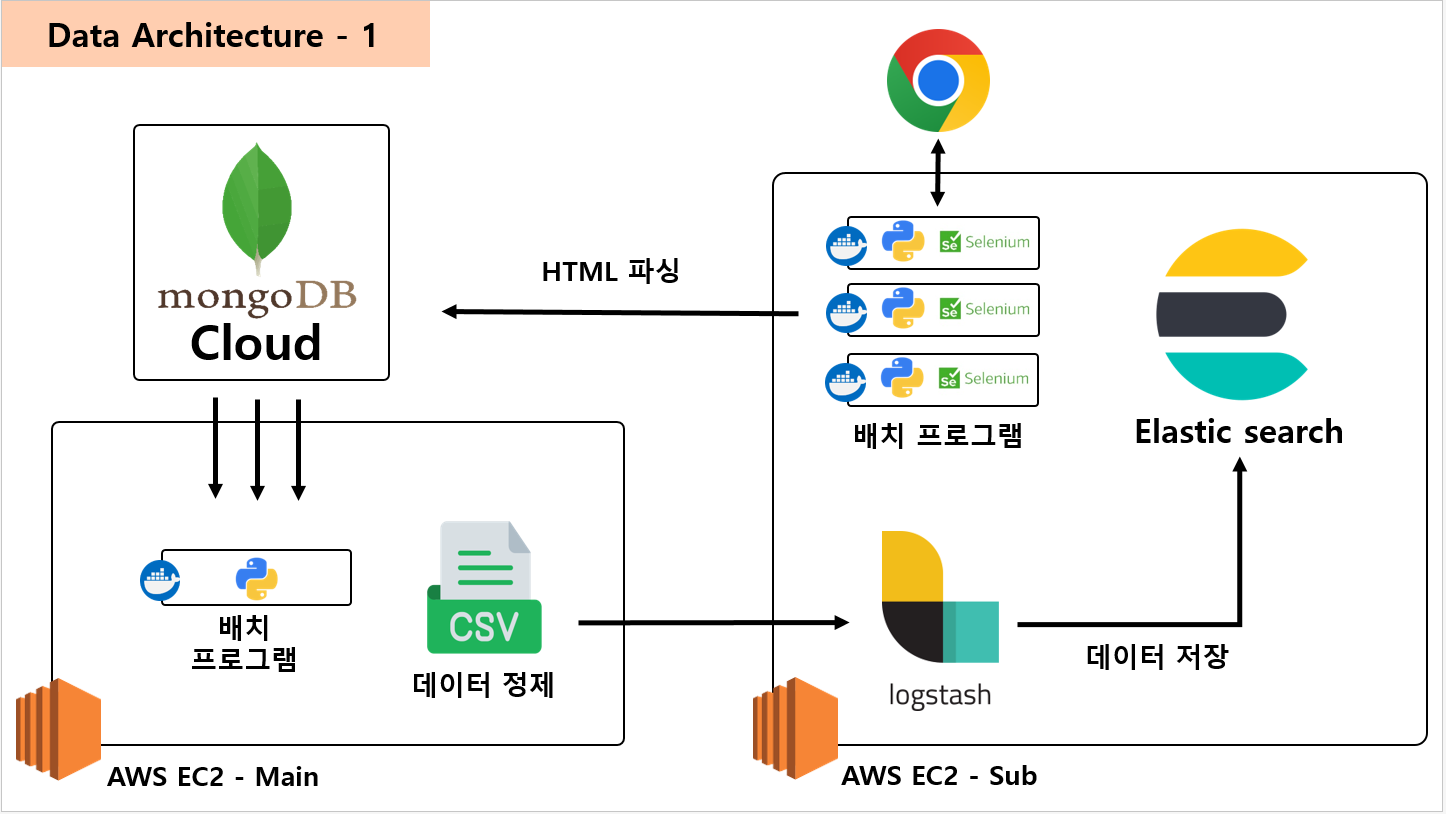 Data Architecture - 1
mongoDB
Cloud
HTML 파싱
Se Selenium
Se Selenium
Se Selenium
배치 프로그램
Elastic search
배치
프로그램
CSV
데이터 정제
logstash
데이터 저장
AWS EC2 - Main
AWS EC2 - Sub